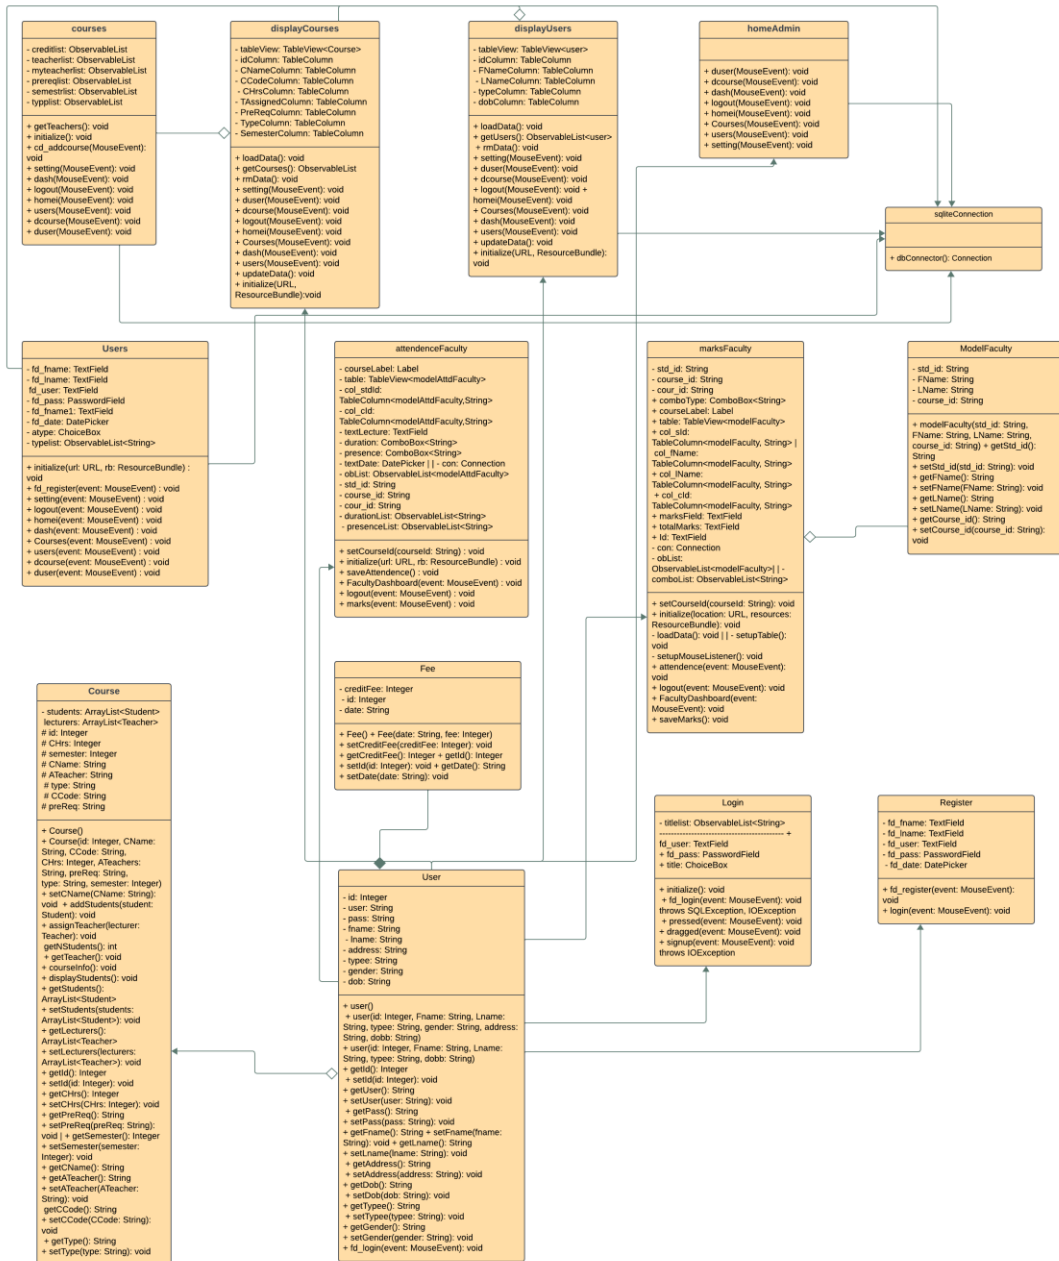 courses
- creditlist: ObservableList
- teacherlist: ObservableList
- myteacherlist: ObservableList
- prereqlist: ObservableList
- semestrlist: ObservableList
- typplist: ObservableList
+ getTeachers(): void
+ initialize(): void
+ cd_addcourse(MouseEvent):
void
+ setting(MouseEvent): void
+ dash(MouseEvent): void
+ logout(MouseEvent): void
+ homei(MouseEvent): void
+ users(MouseEvent): void
+ dcourse(MouseEvent): void
+ duser(MouseEvent): void
displayCourses
- tableView: TableView<Course>
- idColumn: TableColumn
- CNameColumn: TableColumn
- CCodeColumn: TableColumn
- CHrsColumn: TableColumn
- TAssignedColumn: TableColumn
- PreReqColumn: TableColumn
- TypeColumn: TableColumn
- SemesterColumn: TableColumn
+ loadData(): void
+ getCourses(): ObservableList
+ rmData(): void
+ setting(MouseEvent): void
+ duser(MouseEvent): void
+ dcourse(MouseEvent): void
+ logout(MouseEvent): void
+ homei(MouseEvent): void
+ Courses(MouseEvent): void
+ dash(MouseEvent): void
+ users(MouseEvent): void
+ updateData(): void
+ initialize(URL,
ResourceBundle):void
displayUsers
- tableView: TableView<user>
- idColumn: TableColumn
- FNameColumn: TableColumn
- LNameColumn: TableColumn
- typeColumn: TableColumn
- dobColumn: TableColumn
+ loadData(): void
+ getUsers(): ObservableList<user>
+ rmData(): void
+ setting(MouseEvent): void
+ duser(MouseEvent): void
+ dcourse(MouseEvent): void
+ logout(MouseEvent): void +
homei(MouseEvent): void
+ Courses(MouseEvent): void
+ dash(MouseEvent): void
+ users(MouseEvent): void
+ updateData(): void
+ initialize(URL, ResourceBundle):
void
homeAdmin
+ duser(MouseEvent): void
+ dcourse(MouseEvent): void
+ dash(MouseEvent): void
+ logout(MouseEvent): void
+ homei(MouseEvent): void
+ Courses(MouseEvent): void
+ users(MouseEvent): void
+ setting(MouseEvent): void
sqliteConnection
+ dbConnector(): Connection
Users
- fd_fname: TextField
- fd_lname: TextField
fd_user: TextField
- fd_pass: PasswordField
- fd_fname1: TextField
- fd_date: DatePicker
- atype: ChoiceBox
- typelist: ObservableList<String>
+ initialize(url: URL, rb: ResourceBundle) :
void
+ fd_register(event: MouseEvent) : void
+ setting(event: MouseEvent) : void
+ logout(event: MouseEvent) : void
+ homei(event: MouseEvent) : void
+ dash(event: MouseEvent) : void
+ Courses(event: MouseEvent) : void
+ users(event: MouseEvent) : void
+ dcourse(event: MouseEvent) : void
+ duser(event: MouseEvent) : void
attendenceFaculty
- courseLabel: Label
- table: TableView<modelAttdFaculty>
- col_stdId:
TableColumn<modelAttdFaculty,String>
- col_cId:
TableColumn<modelAttdFaculty,String>
- textLecture: TextField
- duration: ComboBox<String>
- presence: ComboBox<String>
- textDate: DatePicker | | - con: Connection
- obList: ObservableList<modelAttdFaculty>
- std_id: String
- course_id: String
- cour_id: String
- durationList: ObservableList<String>
- presenceList: ObservableList<String>
+ setCourseId(courseId: String) : void
+ initialize(url: URL, rb: ResourceBundle) : void
+ saveAttendence() : void
+ FacultyDashboard(event: MouseEvent) : void
+ logout(event: MouseEvent) : void
+ marks(event: MouseEvent) : void
marksFaculty
- std_id: String
- course_id: String
- cour_id: String
+ comboType: ComboBox<String>
+ courseLabel: Label
+ table: TableView<modelFaculty>
+ col_sId:
TableColumn<modelFaculty, String> |
col_fName:
TableColumn<modelFaculty, String>
+ col_lName:
TableColumn<modelFaculty, String>
+ col_cId:
TableColumn<modelFaculty, String>
+ marksField: TextField
+ totalMarks: TextField
+ Id: TextField
- con: Connection
- obList:
ObservableList<modelFaculty>| | -
comboList: ObservableList<String>
+ setCourseId(courseId: String): void
+ initialize(location: URL, resources:
ResourceBundle): void
- loadData(): void | | - setupTable():
void
- setupMouseListener(): void
+ attendence(event: MouseEvent):
void
+ logout(event: MouseEvent): void
+ FacultyDashboard(event:
MouseEvent): void
+ saveMarks(): void
ModelFaculty
- std_id: String
- FName: String
- LName: String
- course_id: String
+ modelFaculty(std_id: String,
FName: String, LName: String,
course_id: String) + getStd_id():
String
+ setStd_id(std_id: String): void
+ getFName(): String
+ setFName(FName: String): void
+ getLName(): String
+ setLName(LName: String): void
+ getCourse_id(): String
+ setCourse_id(course_id: String):
void
Fee
- creditFee: Integer
- id: Integer
- date: String
+ Fee() + Fee(date: String, fee: Integer)
+ setCreditFee(creditFee: Integer): void
+ getCreditFee(): Integer + getId(): Integer
+ setId(id: Integer): void + getDate(): String
+ setDate(date: String): void
Course
- students: ArrayList<Student>
lecturers: ArrayList<Teacher>
# id: Integer
# CHrs: Integer
# semester: Integer
# CName: String
# ATeacher: String
# type: String
# CCode: String
# preReq: String
+ Course()
+ Course(id: Integer, CName:
String, CCode: String,
CHrs: Integer, ATeachers:
String, preReq: String,
type: String, semester: Integer)
+ setCName(CName: String):
void + addStudents(student:
Student): void
+ assignTeacher(lecturer:
Teacher): void
getNStudents(): int
+ getTeacher(): void
+ courseInfo(): void
+ displayStudents(): void
+ getStudents():
ArrayList<Student>
+ setStudents(students:
ArrayList<Student>): void
+ getLecturers():
ArrayList<Teacher>
+ setLecturers(lecturers:
ArrayList<Teacher>): void
+ getId(): Integer
+ setId(id: Integer): void
+ getCHrs(): Integer
+ setCHrs(CHrs: Integer): void
+ getPreReq(): String
+ setPreReq(preReq: String):
void | + getSemester(): Integer
+ setSemester(semester:
Integer): void
+ getCName(): String
+ getATeacher(): String
+ setATeacher(ATeacher:
String): void
getCCode(): String
+ setCCode(CCode: String):
void
+ getType(): String
+ setType(type: String): void
User
- id: Integer
- user: String
- pass: String
- fname: String
- lname: String
- address: String
- typee: String
- gender: String
- dob: String
+ user()
+ user(id: Integer, Fname: String, Lname:
String, typee: String, gender: String, address:
String, dobb: String)
+ user(id: Integer, Fname: String, Lname:
String, typee: String, dobb: String)
+ getId(): Integer
+ setId(id: Integer): void
+ getUser(): String
+ setUser(user: String): void
+ getPass(): String
+ setPass(pass: String): void
+ getFname(): String + setFname(fname:
String): void + getLname(): String
+ setLname(lname: String): void
+ getAddress(): String
+ setAddress(address: String): void
+ getDob(): String
+ setDob(dob: String): void
+ getTypee(): String
+ setTypee(typee: String): void
+ getGender(): String
+ setGender(gender: String): void
+ fd_login(event: MouseEvent): void
Login
- titlelist: ObservableList<String>
-------------------------------------------- +
fd_user: TextField
+ fd_pass: PasswordField
+ title: ChoiceBox
+ initialize(): void
+ fd_login(event: MouseEvent): void
throws SQLException, IOException
+ pressed(event: MouseEvent): void
+ dragged(event: MouseEvent): void
+ signup(event: MouseEvent): void
throws IOException
Register
- fd_fname: TextField
- fd_lname: TextField
- fd_user: TextField
- fd_pass: PasswordField
- fd_date: DatePicker
+ fd_register(event: MouseEvent):
void
+ login(event: MouseEvent): void